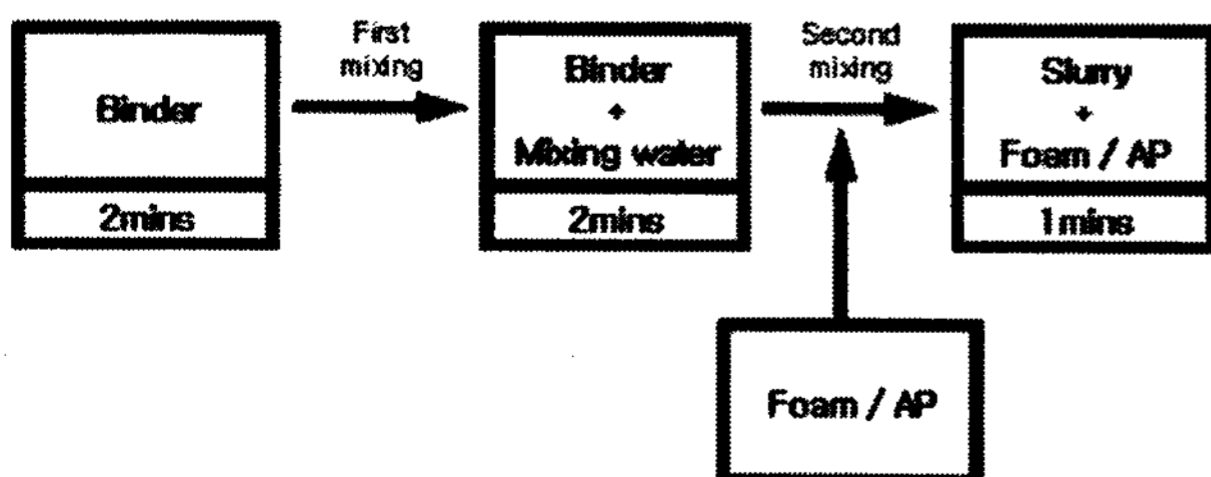 Binder
2mins
First
mixing
Binder
+
Mixing water
2mins
Second
mixing
Slurry
+
Foam / AP
1mins
Foam / AP